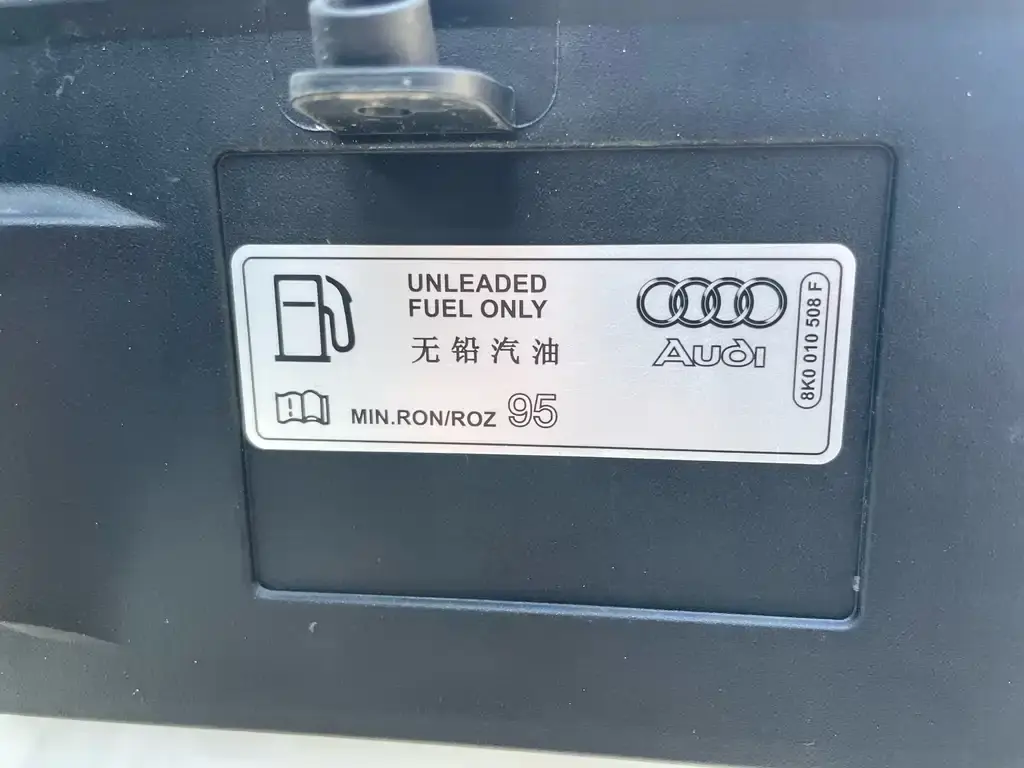 UNLEADED
FUEL ONLY
无铅汽油
MIN.RON/ROZ 95
Audi
8K0 010 508 F